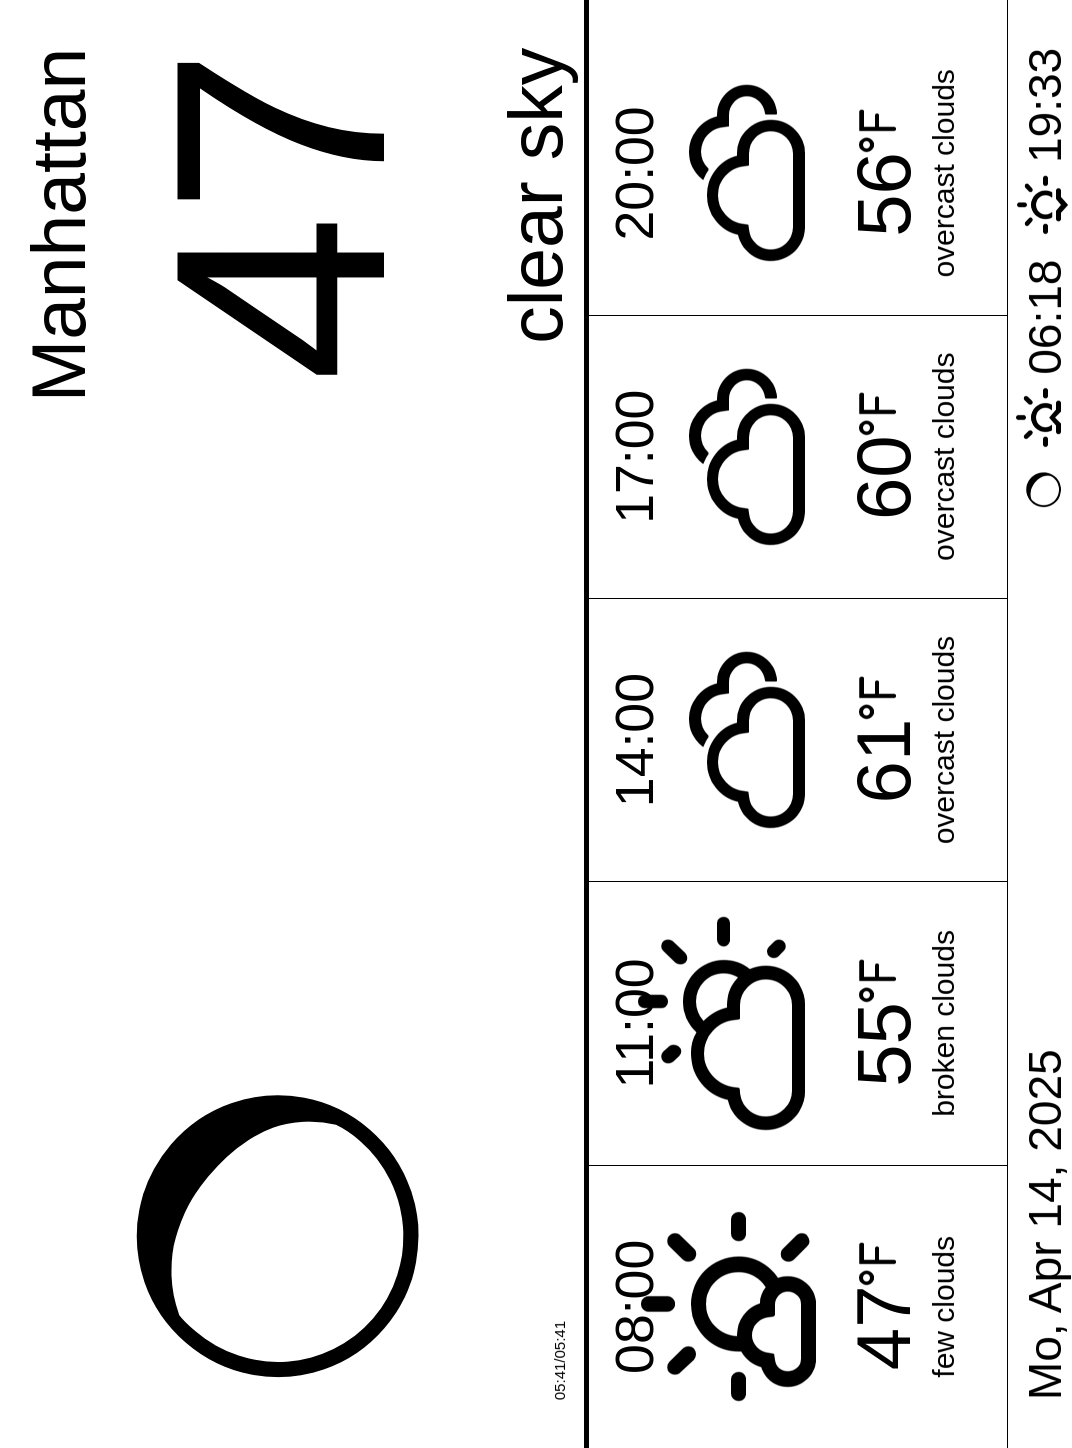 Manhattan
47
clear sky
05:41/05:41
08:00
47°F
few clouds
11:00
55°F
broken clouds
14:00
61°F
overcast clouds
17:00
60°F
overcast clouds
20:00
56°F
overcast clouds
Mo, Apr 14, 2025
06:18 19:33